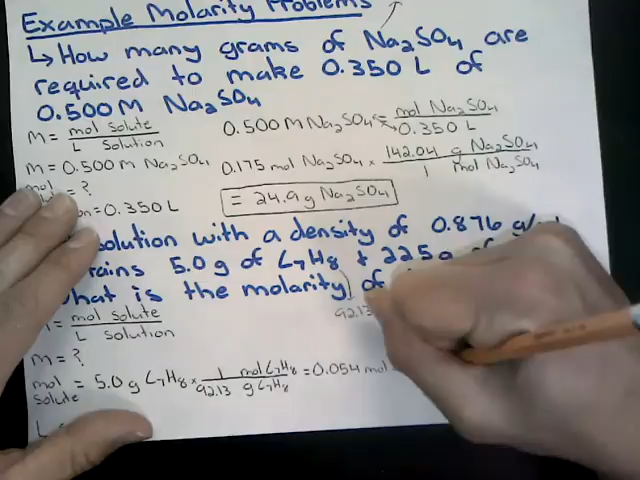 Example Molarity Problems
↳ How many grams of Na₂SO₄ are
required to make 0.350 L of
0.500 M Na₂SO₄
M = mol solute / L Solution
0.500 M Na₂SO₄ = mol Na₂SO₄ / 0.350 L
M = 0.500 M Na₂SO₄
0.175 mol Na₂SO₄ × 142.04 g Na₂SO₄ / 1 mol Na₂SO₄
mol = ?
= 0.350 L
= 24.9 g Na₂SO₄
solution with a density of 0.876 g/
5.0 g of C₇H₈ + 225 g of
what is the molarity of
= mol solute / L Solution
92.13
M = ?
mol solute = 5.0 g C₇H₈ × 1 mol C₇H₈ / 92.13 g C₇H₈ = 0.054 mol
L